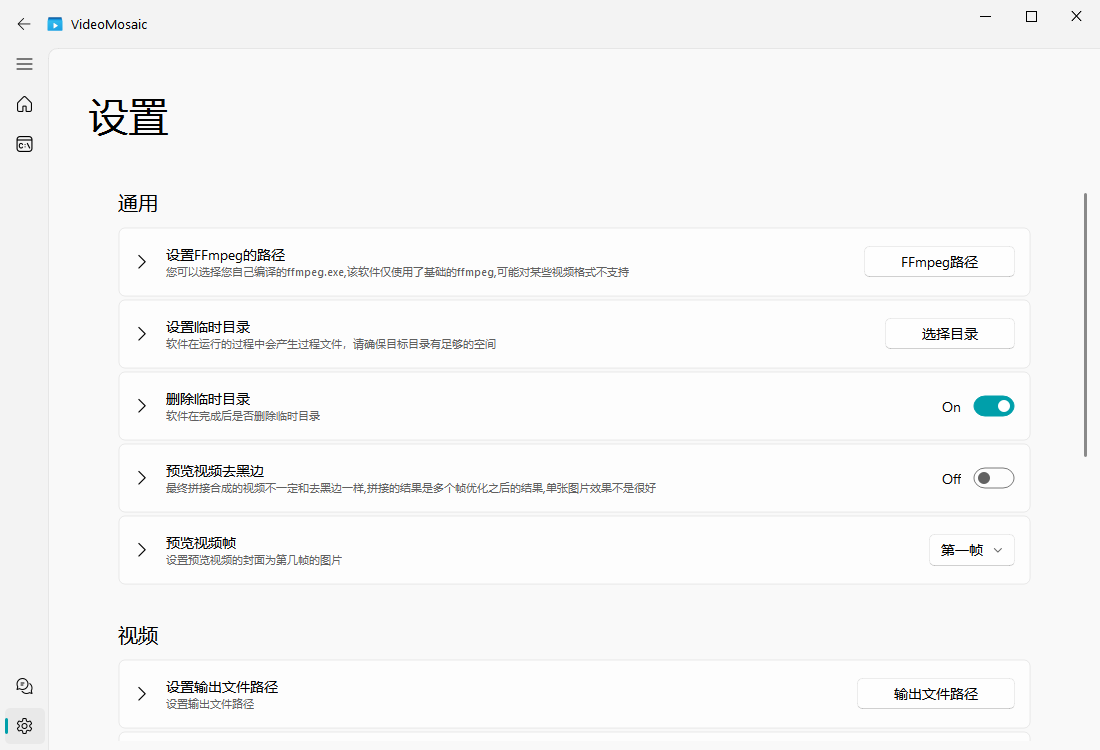 VideoMosaic
设置
通用
设置FFmpeg的路径
您可以选择您自己编译的ffmpeg.exe,该软件仅使用了基础的ffmpeg,可能对某些视频格式不支持
FFmpeg路径
设置临时目录
软件在运行的过程中会产生过程文件，请确保目标目录有足够的空间
选择目录
删除临时目录
软件在完成后是否删除临时目录
On
预览视频去黑边
最终拼接合成的视频不一定和去黑边一样,拼接的结果是多个帧优化之后的结果,单张图片效果不是很好
Off
预览视频帧
设置预览视频的封面为第几帧的图片
第一帧
视频
设置输出文件路径
设置输出文件路径
输出文件路径